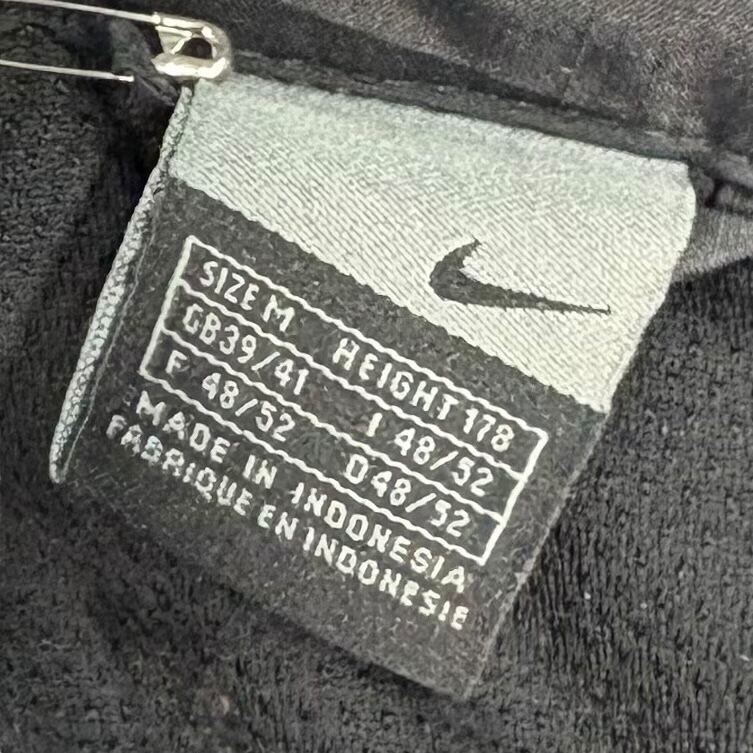 SIZE M HEIGHT 178
GB39/41 I 48/52
F 48/52 D48/52
MADE IN INDONESIA
FABRIQUE EN INDONESIE